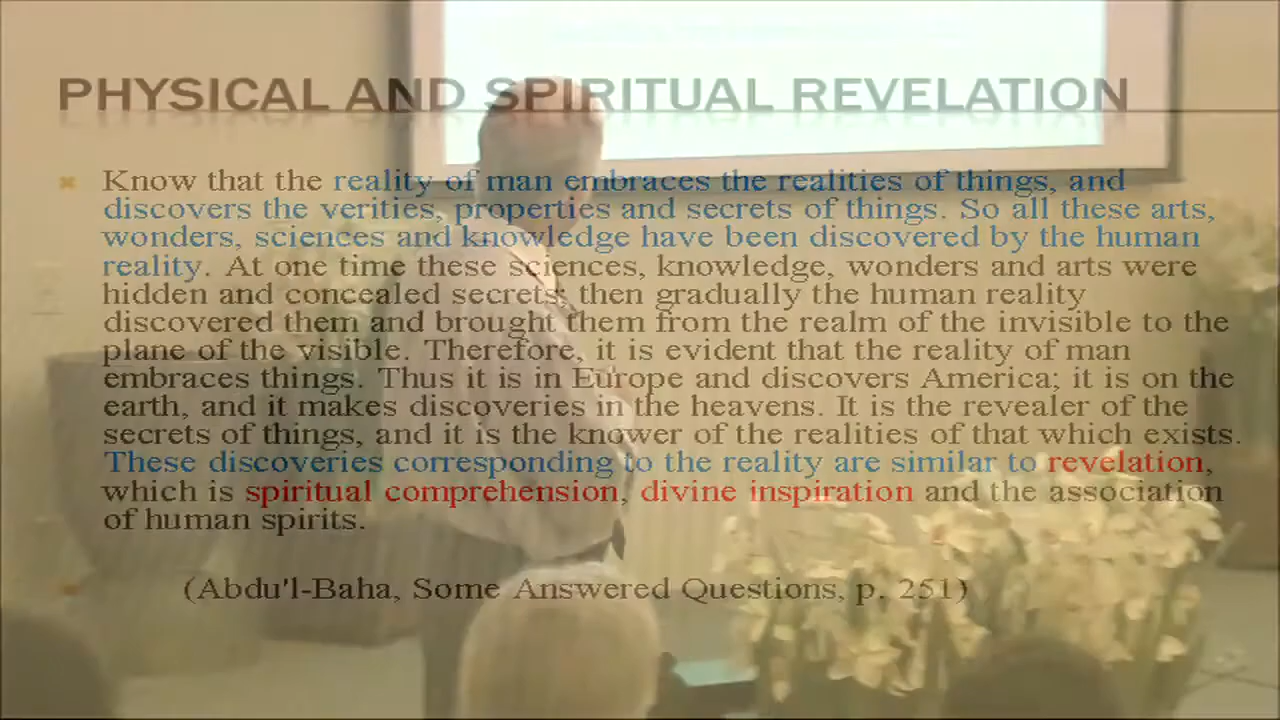 PHYSICAL AND SPIRITUAL REVELATION
Know that the reality of man embraces the realities of things, and
discovers the verities, properties and secrets of things. So all these arts,
wonders, sciences and knowledge have been discovered by the human
reality. At one time these sciences, knowledge, wonders and arts were
hidden and concealed secrets; then gradually the human reality
discovered them and brought them from the realm of the invisible to the
plane of the visible. Therefore, it is evident that the reality of man
embraces things. Thus it is in Europe and discovers America; it is on the
earth, and it makes discoveries in the heavens. It is the revealer of the
secrets of things, and it is the knower of the realities of that which exists.
These discoveries corresponding to the reality are similar to revelation,
which is spiritual comprehension, divine inspiration and the association
of human spirits.
(Abdu'l-Baha, Some Answered Questions, p. 251)